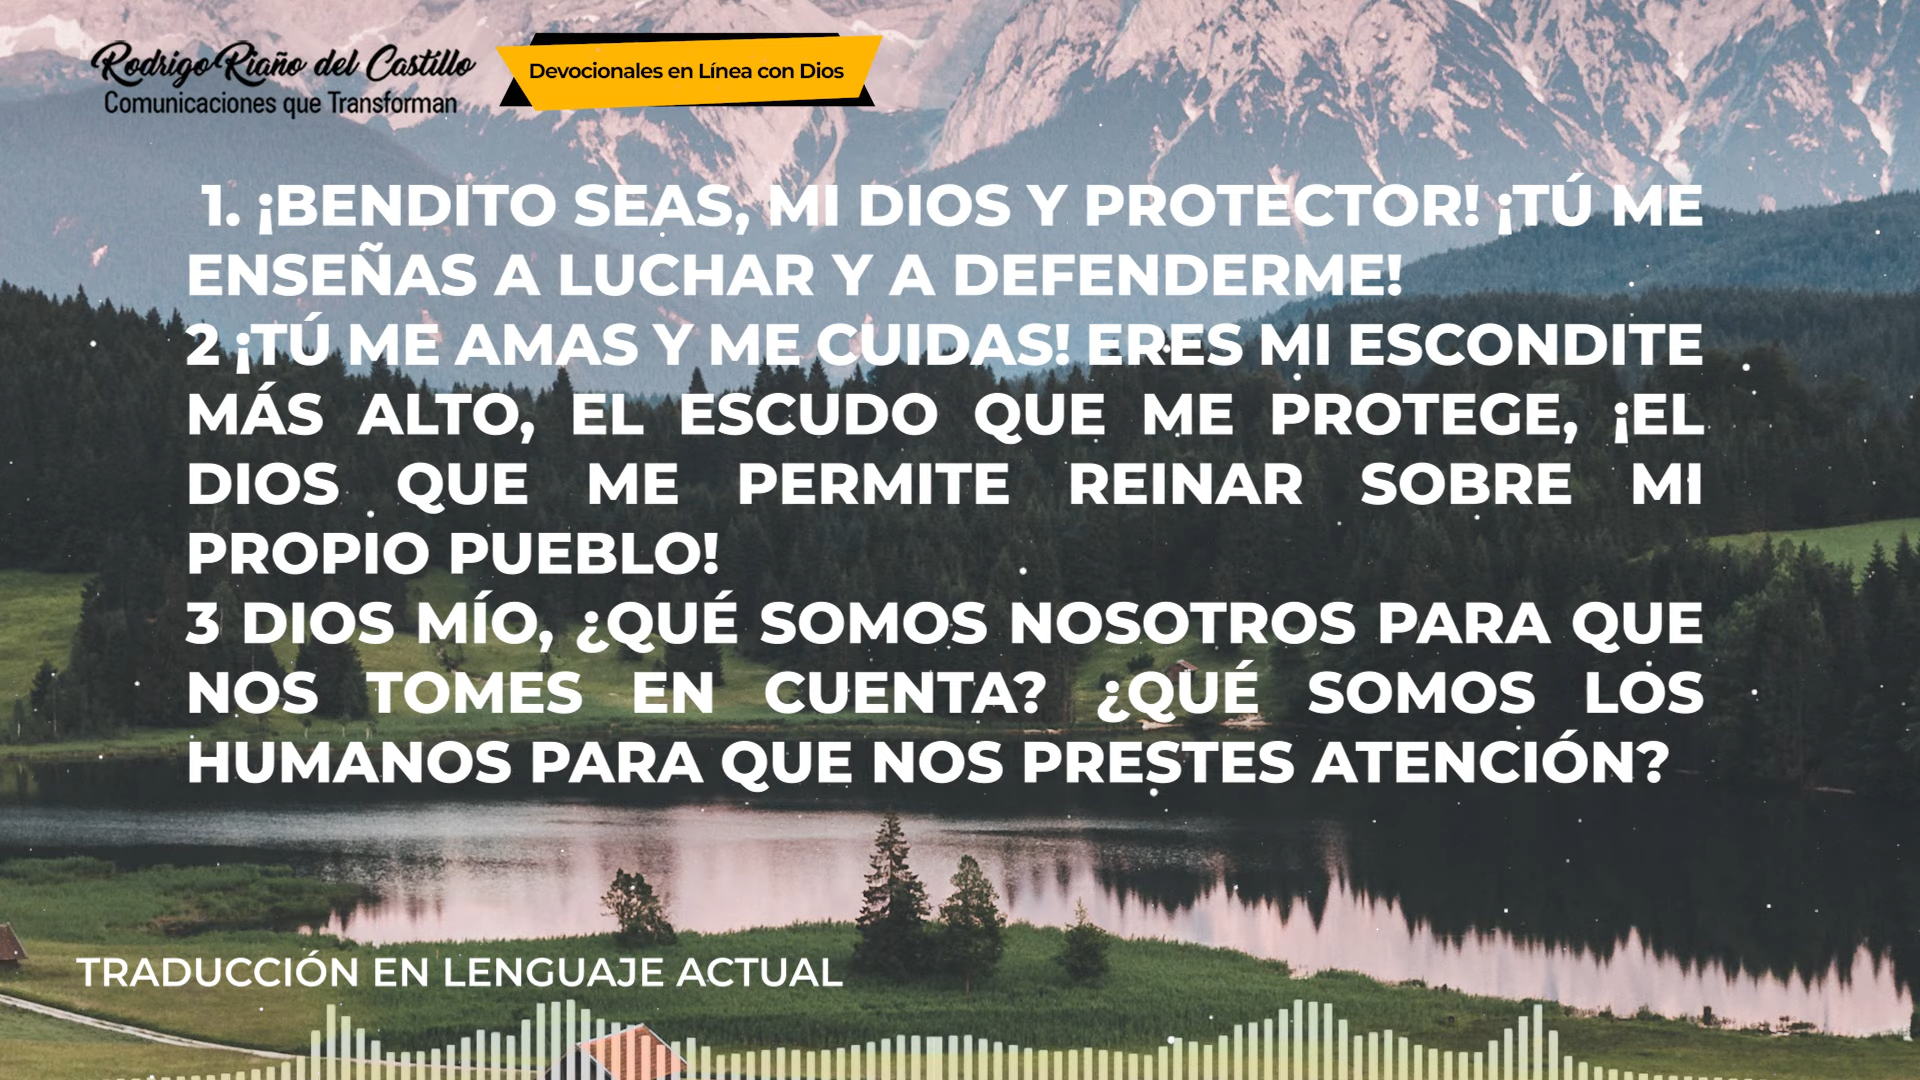 Rodrigo Riaño del Castillo
Comunicaciones que Transforman
Devocionales en Línea con Dios
1. ¡BENDITO SEAS, MI DIOS Y PROTECTOR! ¡TÚ ME
ENSEÑAS A LUCHAR Y A DEFENDERME!
2 ¡TÚ ME AMAS Y ME CUIDAS! ERES MI ESCONDITE
MÁS ALTO, EL ESCUDO QUE ME PROTEGE, ¡EL
DIOS QUE ME PERMITE REINAR SOBRE MI
PROPIO PUEBLO!
3 DIOS MÍO, ¿QUÉ SOMOS NOSOTROS PARA QUE
NOS TOMES EN CUENTA? ¿QUÉ SOMOS LOS
HUMANOS PARA QUE NOS PRESTES ATENCIÓN?
TRADUCCIÓN EN LENGUAJE ACTUAL